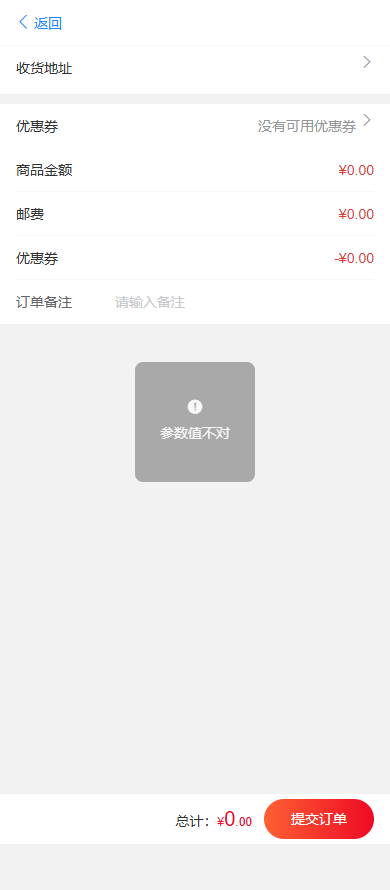 返回
收货地址
优惠券 没有可用优惠券
商品金额 ¥0.00
邮费 ¥0.00
优惠券 -¥0.00
订单备注 请输入备注
参数值不对
总计：¥0.00 提交订单